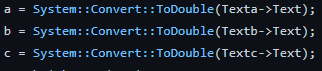 a = System::Convert::ToDouble(Texta->Text);
b = System::Convert::ToDouble(Textb->Text);
c = System::Convert::ToDouble(Textc->Text);